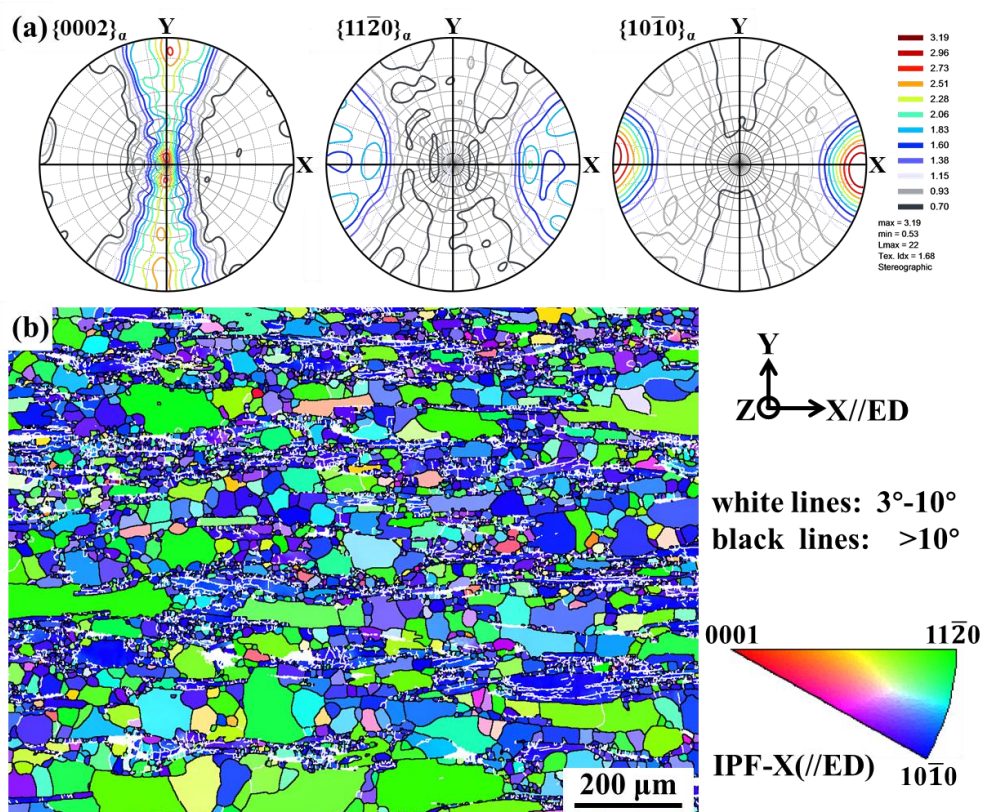 (a) {0002}α Y {112̅0}α Y {101̅0}α Y
X X X
3.19
2.96
2.73
2.51
2.28
2.06
1.83
1.60
1.38
1.15
0.93
0.70
max = 3.19
min = 0.53
Lmax = 22
Tex. Idx = 1.68
Stereographic
(b)
Y
Z X//ED
white lines: 3°-10°
black lines: >10°
0001 112̅0
IPF-X(//ED) 101̅0
200 μm